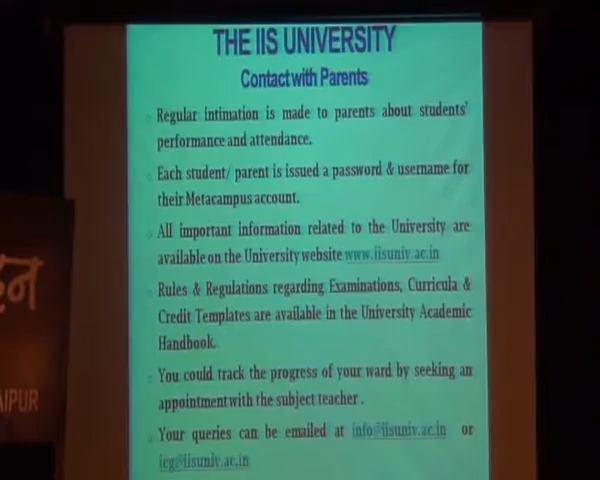 THE IIS UNIVERSITY
Contact with Parents
Regular intimation is made to parents about students'
performance and attendance.
Each student/ parent is issued a password & username for
their Metacampus account.
All important information related to the University are
available on the University website www.iisuniv.ac.in
Rules & Regulations regarding Examinations, Curricula &
Credit Templates are available in the University Academic
Handbook.
You could track the progress of your ward by seeking an
appointment with the subject teacher .
Your queries can be emailed at info@iisuniv.ac.in or
icg@iisuniv.ac.in
AIPUR